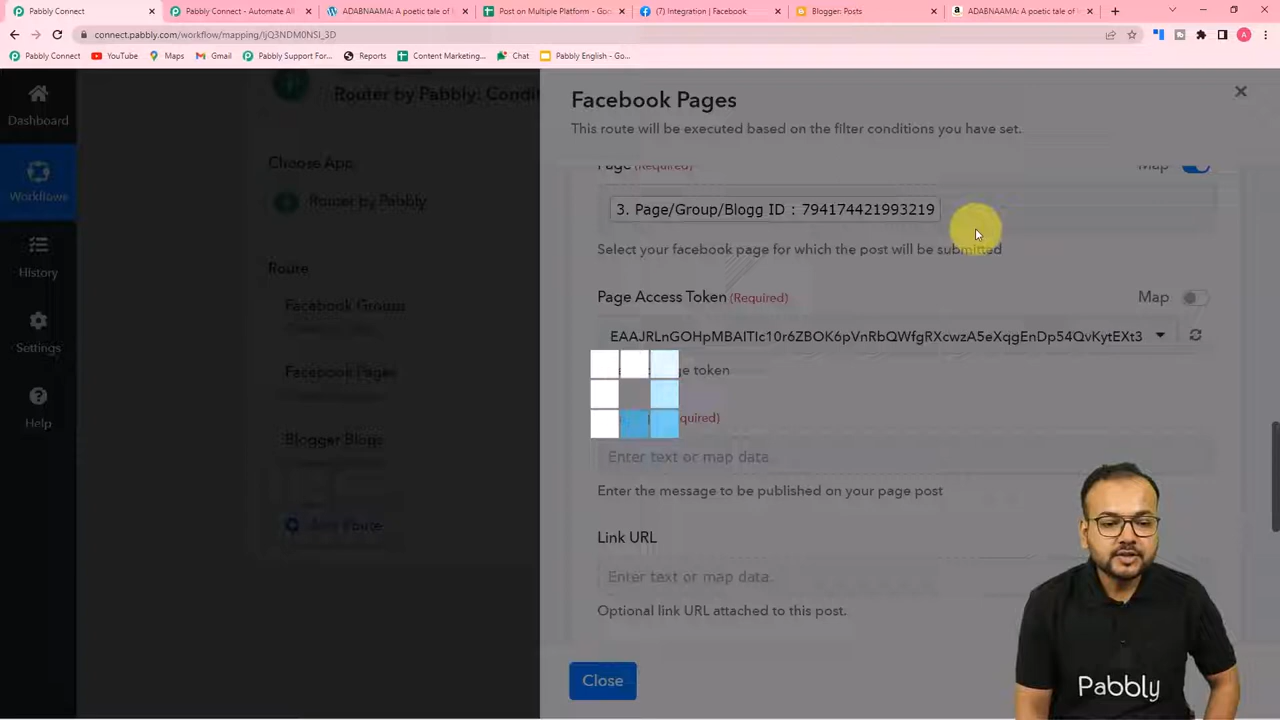 Pabbly Connect
Pabbly Connect - Automate All
ADABNAAMA: A poetic tale of l
Post on Multiple Platform - Goo
(7) Integration | Facebook
Blogger: Posts
ADABNAAMA: A poetic tale of l
connect.pabbly.com/workflow/mapping/IjQ3NDM0NSI_3D
Pabbly Connect
YouTube
Maps
Gmail
Pabbly Support For...
Reports
Content Marketing...
Chat
Pabbly English - Go...
Dashboard
Workflows
History
Settings
Help
Router by Pabbly: Condit
Choose App
Router by Pabbly
Route
Facebook Groups
Facebook Pages
Blogger Blogs
Add Route
Facebook Pages
This route will be executed based on the filter conditions you have set.
Page (Required)
Map
3. Page/Group/Blogg ID : 794174421993219
Select your facebook page for which the post will be submitted
Page Access Token (Required)
Map
EAAJRLnGOHpMBAITIc10r6ZBOK6pVnRbQWfgRXcwzA5eXqgEnDp54QvKytEXt3
page token
Enter text or map data.
Enter the message to be published on your page post
Link URL
Enter text or map data.
Optional link URL attached to this post.
Close
Pabbly